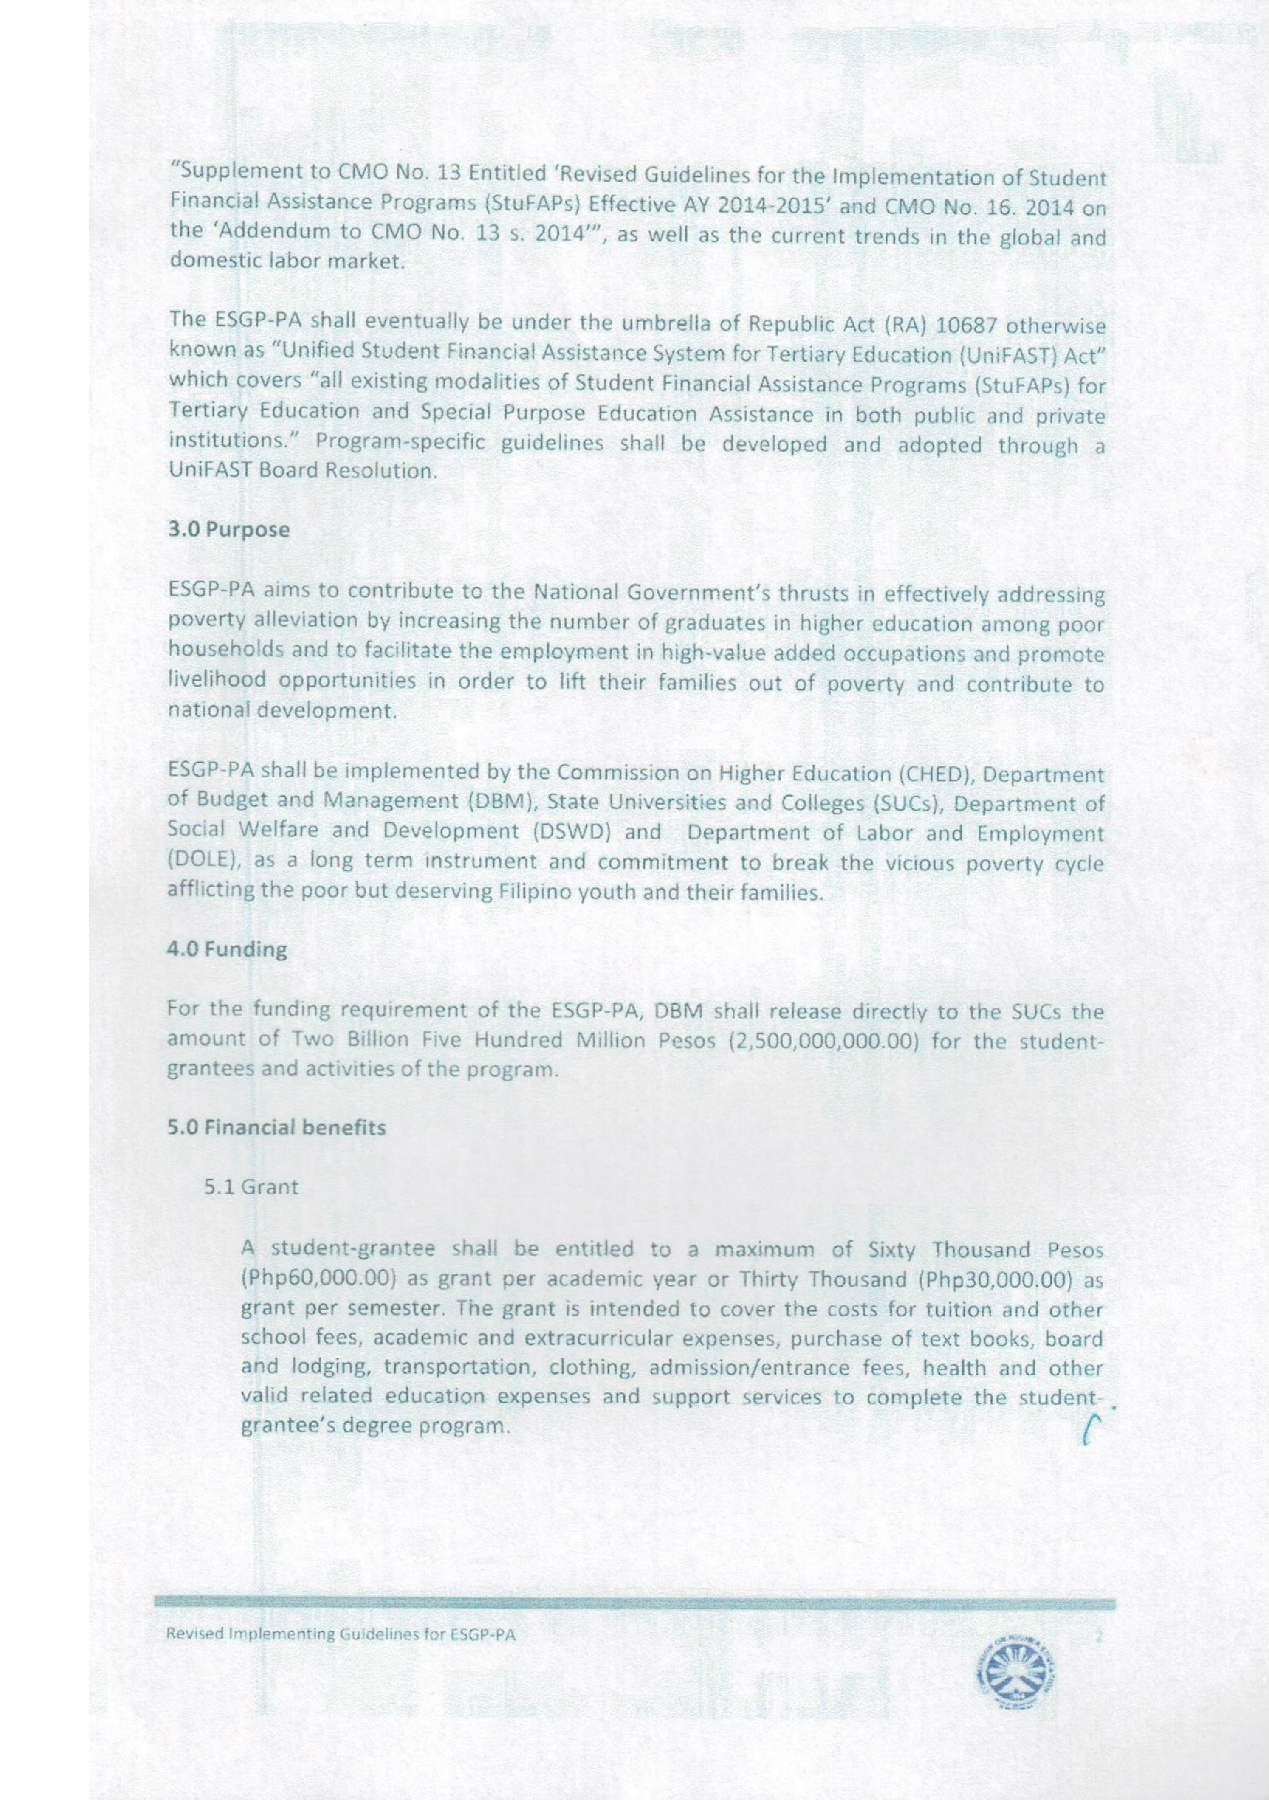 “Supplement to CMO No. 13 Entitled ‘Revised Guidelines for the Implementation of Student
Financial Assistance Programs (StuFAPs) Effective AY 2014-2015’ and CMO No. 16. 2014 on
the ‘Addendum to CMO No. 13 s. 2014’”, as well as the current trends in the global and
domestic labor market.
The ESGP-PA shall eventually be under the umbrella of Republic Act (RA) 10687 otherwise
known as “Unified Student Financial Assistance System for Tertiary Education (UniFAST) Act”
which covers “all existing modalities of Student Financial Assistance Programs (StuFAPs) for
Tertiary Education and Special Purpose Education Assistance in both public and private
institutions.” Program-specific guidelines shall be developed and adopted through a
UniFAST Board Resolution.
3.0 Purpose
ESGP-PA aims to contribute to the National Government’s thrusts in effectively addressing
poverty alleviation by increasing the number of graduates in higher education among poor
households and to facilitate the employment in high-value added occupations and promote
livelihood opportunities in order to lift their families out of poverty and contribute to
national development.
ESGP-PA shall be implemented by the Commission on Higher Education (CHED), Department
of Budget and Management (DBM), State Universities and Colleges (SUCs), Department of
Social Welfare and Development (DSWD) and Department of Labor and Employment
(DOLE), as a long term instrument and commitment to break the vicious poverty cycle
afflicting the poor but deserving Filipino youth and their families.
4.0 Funding
For the funding requirement of the ESGP-PA, DBM shall release directly to the SUCs the
amount of Two Billion Five Hundred Million Pesos (2,500,000,000.00) for the student-
grantees and activities of the program.
5.0 Financial benefits
5.1 Grant
A student-grantee shall be entitled to a maximum of Sixty Thousand Pesos
(Php60,000.00) as grant per academic year or Thirty Thousand (Php30,000.00) as
grant per semester. The grant is intended to cover the costs for tuition and other
school fees, academic and extracurricular expenses, purchase of text books, board
and lodging, transportation, clothing, admission/entrance fees, health and other
valid related education expenses and support services to complete the student-
grantee’s degree program.
Revised Implementing Guidelines for ESGP-PA
2